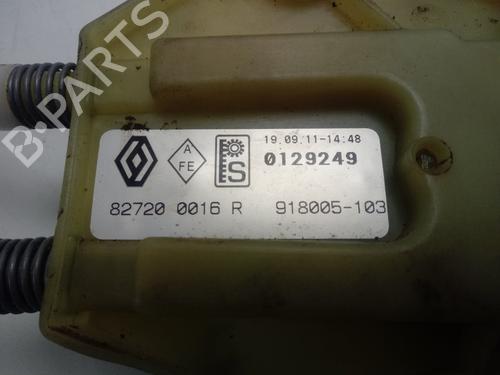 B-PARTS
19.09.11-14:48
A
FE
S
0129249
82720 0016 R 918005-103